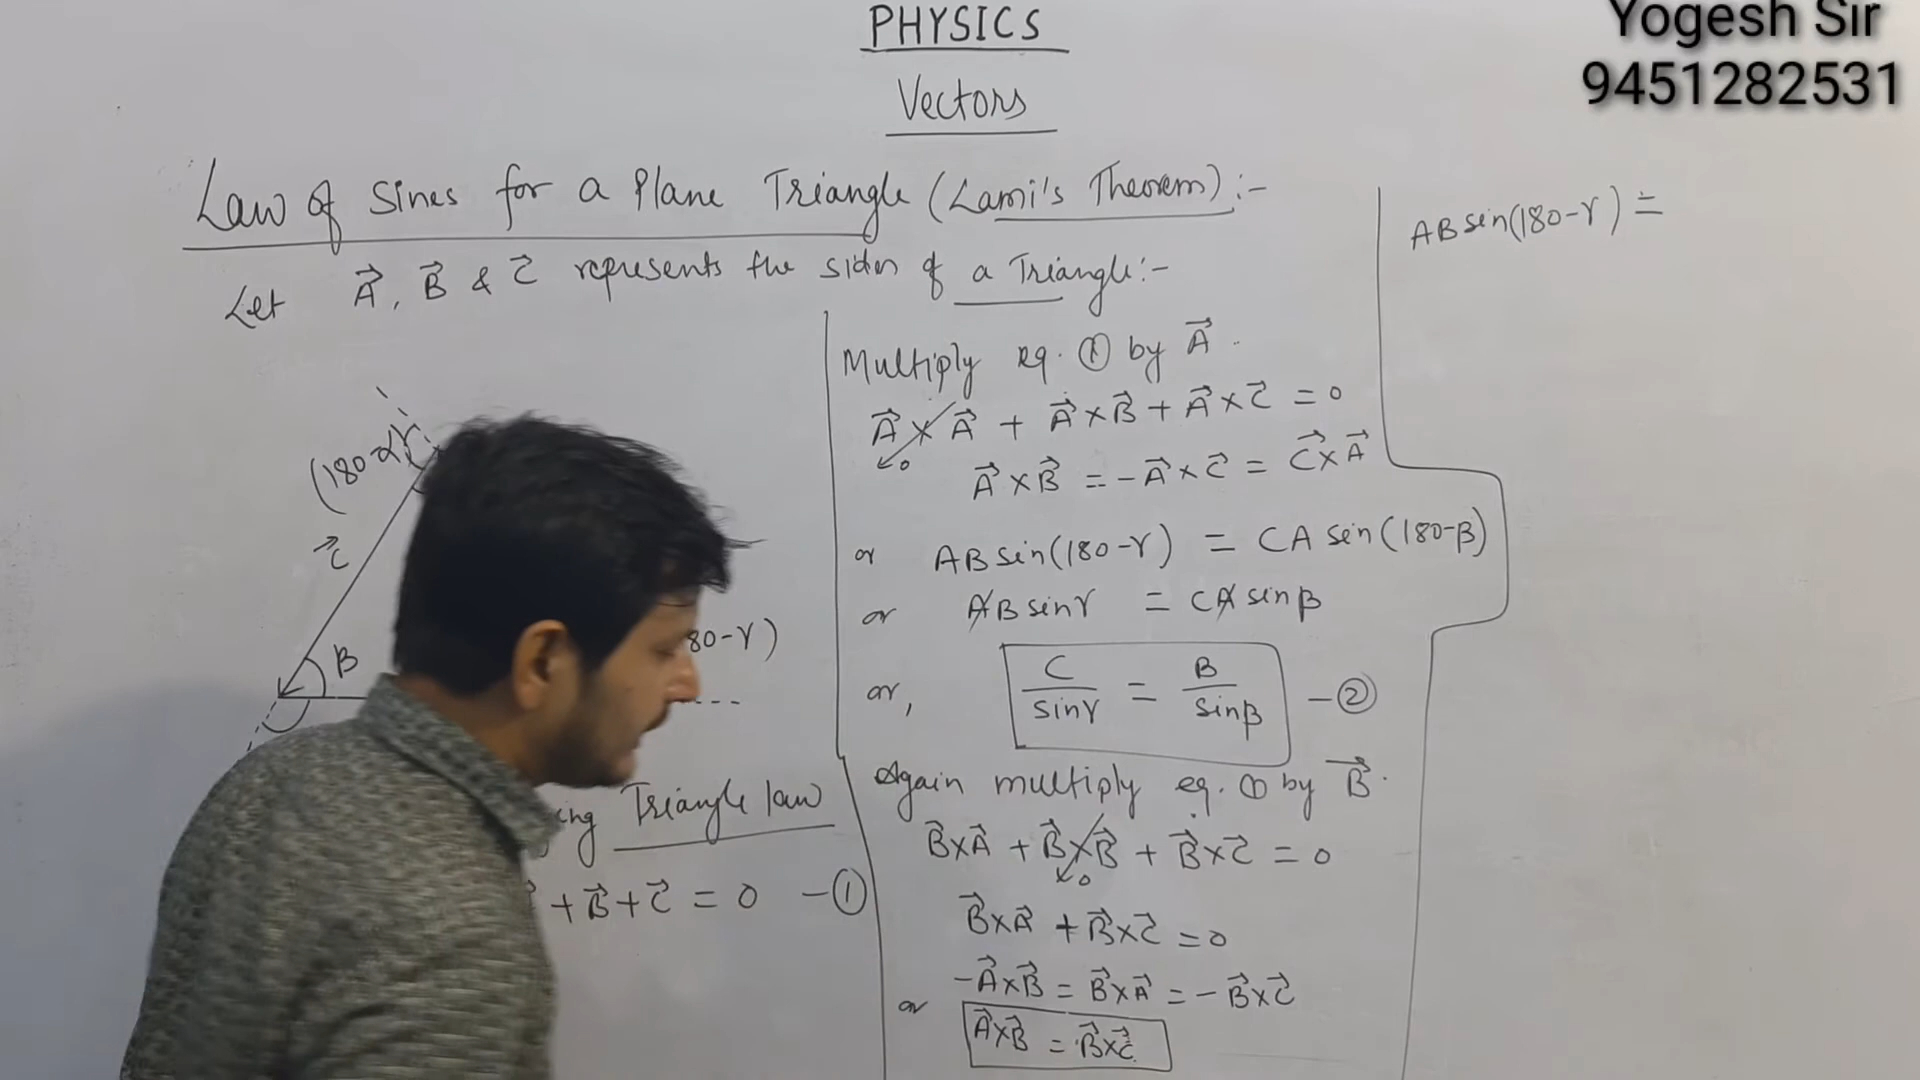 PHYSICS
Yogesh Sir
9451282531
Vectors
Law of Sines for a Plane Triangle (Lami's Theorem) :-
Let A⃗, B⃗ & C⃗ represents the sides of a Triangle :-
(180-α)
C⃗
β
80-γ)
ing Triangle law
+ B⃗ + C⃗ = 0 - ①
Multiply eq. ① by A⃗.
A⃗ × A⃗ + A⃗ × B⃗ + A⃗ × C⃗ = 0
0
A⃗ × B⃗ = - A⃗ × C⃗ = C⃗ × A⃗
or AB sin(180-γ) = CA sin(180-β)
or AB sinγ = CA sinβ
or, C/sinγ = B/sinβ - ②
Again multiply eq. ① by B⃗.
B⃗ × A⃗ + B⃗ × B⃗ + B⃗ × C⃗ = 0
0
B⃗ × A⃗ + B⃗ × C⃗ = 0
- A⃗ × B⃗ = B⃗ × A⃗ = - B⃗ × C⃗
or A⃗ × B⃗ = B⃗ × C⃗
AB sin(180-γ) =